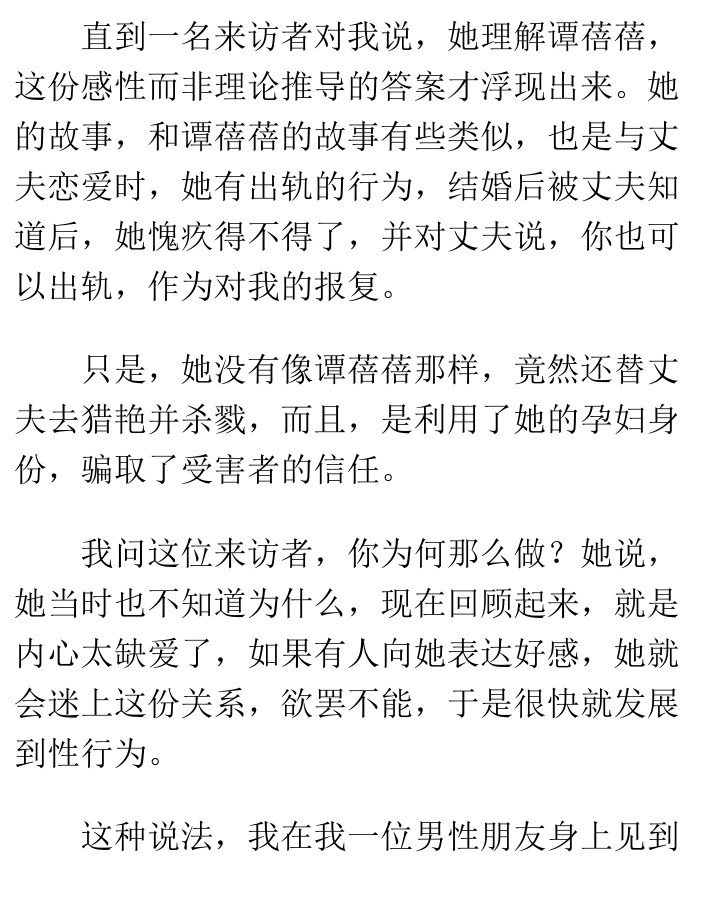 直到一名来访者对我说，她理解谭蓓蓓，
这份感性而非理论推导的答案才浮现出来。她
的故事，和谭蓓蓓的故事有些类似，也是与丈
夫恋爱时，她有出轨的行为，结婚后被丈夫知
道后，她愧疚得不得了，并对丈夫说，你也可
以出轨，作为对我的报复。
只是，她没有像谭蓓蓓那样，竟然还替丈
夫去猎艳并杀戮，而且，是利用了她的孕妇身
份，骗取了受害者的信任。
我问这位来访者，你为何那么做？她说，
她当时也不知道为什么，现在回顾起来，就是
内心太缺爱了，如果有人向她表达好感，她就
会迷上这份关系，欲罢不能，于是很快就发展
到性行为。
这种说法，我在我一位男性朋友身上见到